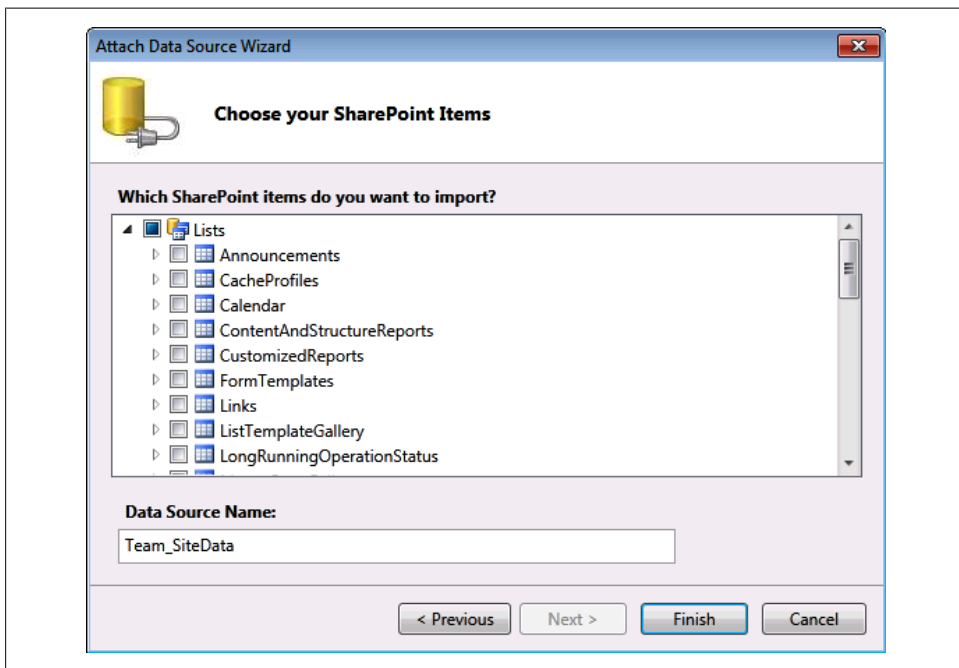 Attach Data Source Wizard
Choose your SharePoint Items
Which SharePoint items do you want to import?
Lists
Announcements
CacheProfiles
Calendar
ContentAndStructureReports
CustomizedReports
FormTemplates
Links
ListTemplateGallery
LongRunningOperationStatus
Data Source Name:
Team_SiteData
< Previous
Next >
Finish
Cancel